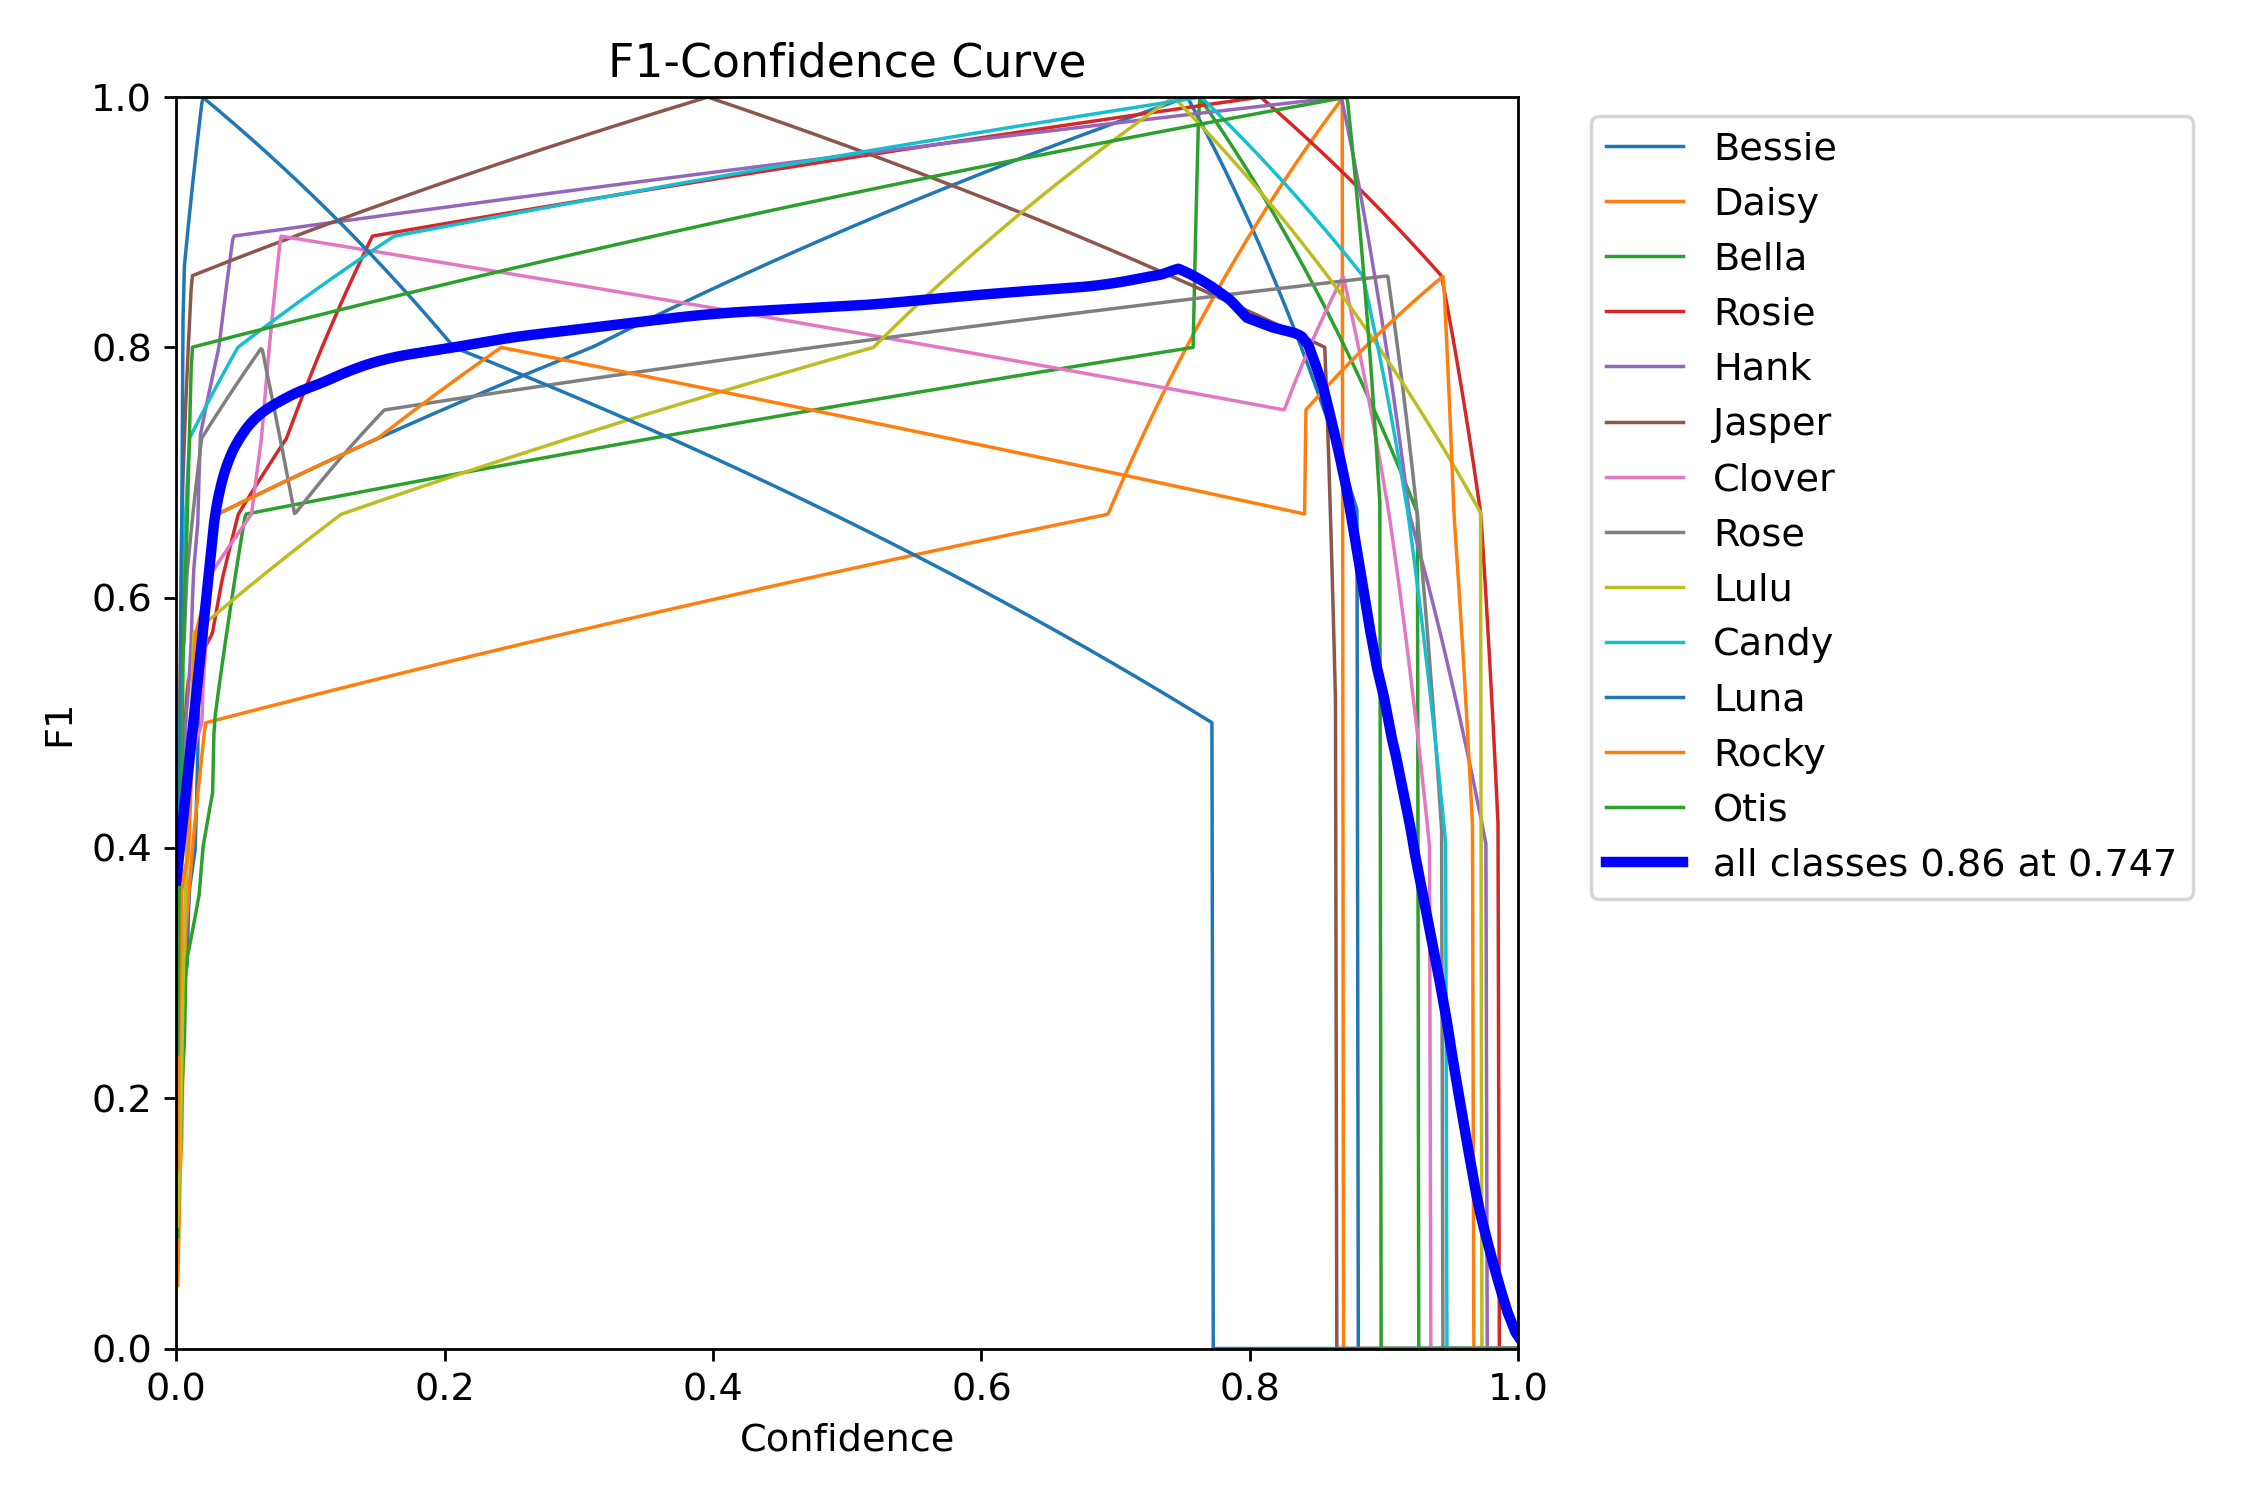 F1-Confidence Curve
1.0
0.8
0.6
0.4
0.2
0.0
F1
0.0 0.2 0.4 0.6 0.8 1.0
Confidence
Bessie
Daisy
Bella
Rosie
Hank
Jasper
Clover
Rose
Lulu
Candy
Luna
Rocky
Otis
all classes 0.86 at 0.747